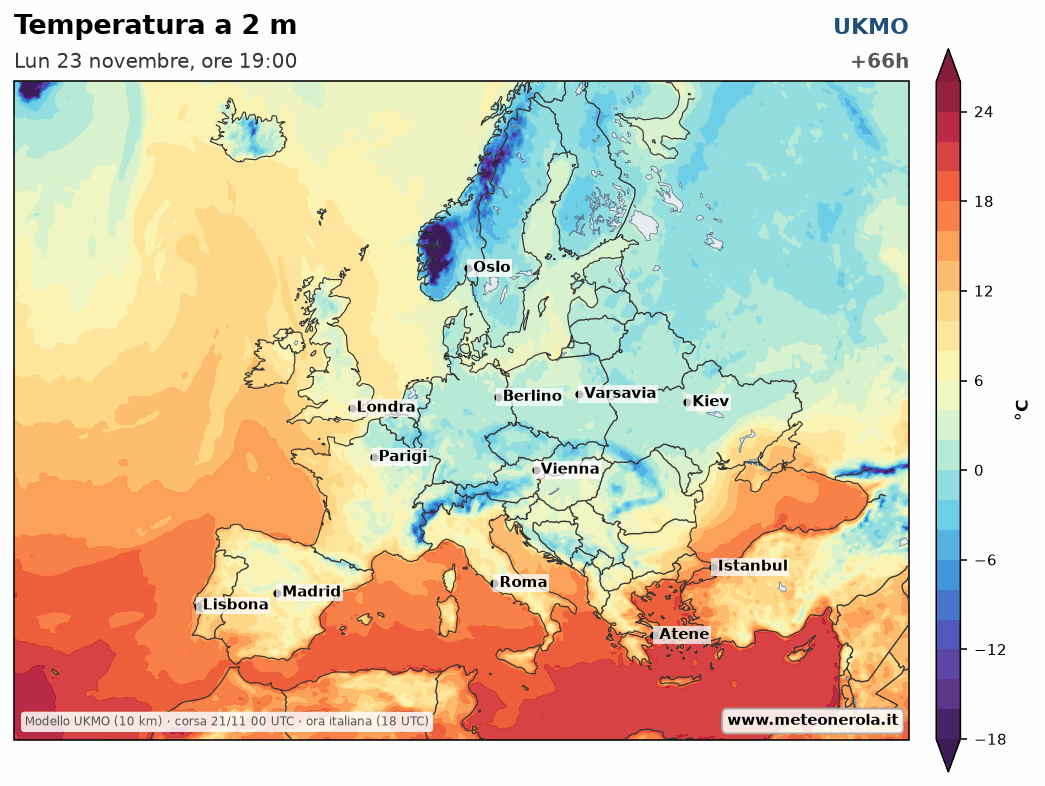 Temperatura a 2 m
UKMO
Lun 23 novembre, ore 19:00
+66h
24
18
12
6
0
−6
−12
−18
°C
Oslo
Londra
Berlino
Varsavia
Kiev
Parigi
Vienna
Istanbul
Roma
Madrid
Lisbona
Atene
Modello UKMO (10 km) · corsa 21/11 00 UTC · ora italiana (18 UTC)
www.meteonerola.it